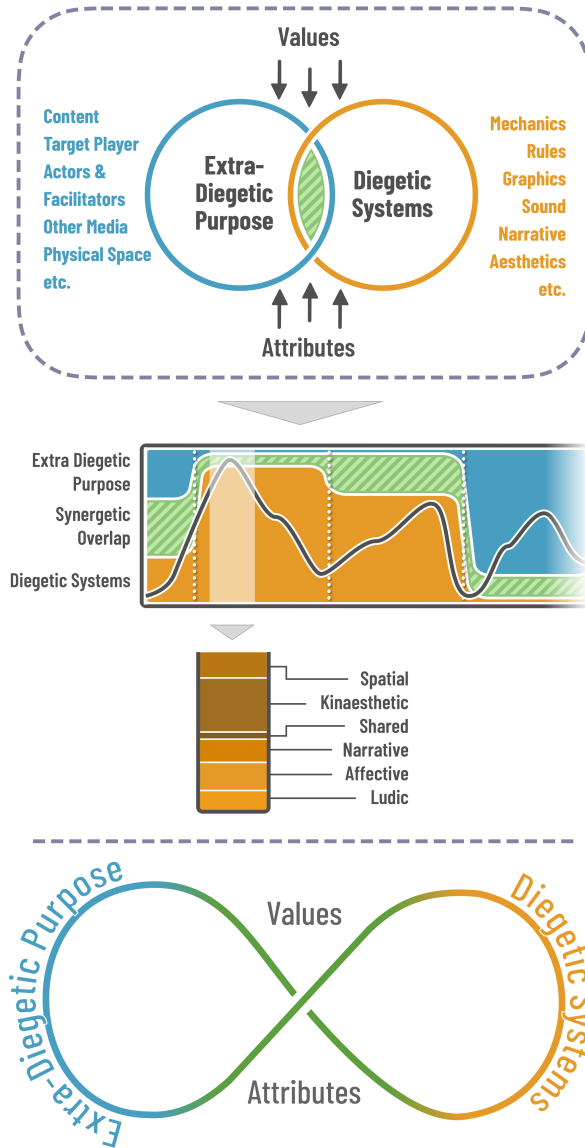 Values
Content
Target Player
Actors &
Facilitators
Other Media
Physical Space
etc.
Extra-
Diegetic
Purpose
Diegetic
Systems
Mechanics
Rules
Graphics
Sound
Narrative
Aesthetics
etc.
Attributes
Extra Diegetic
Purpose
Synergetic
Overlap
Diegetic Systems
Spatial
Kinaesthetic
Shared
Narrative
Affective
Ludic
Extra-Diegetic Purpose
Values
Attributes
Diegetic Systems